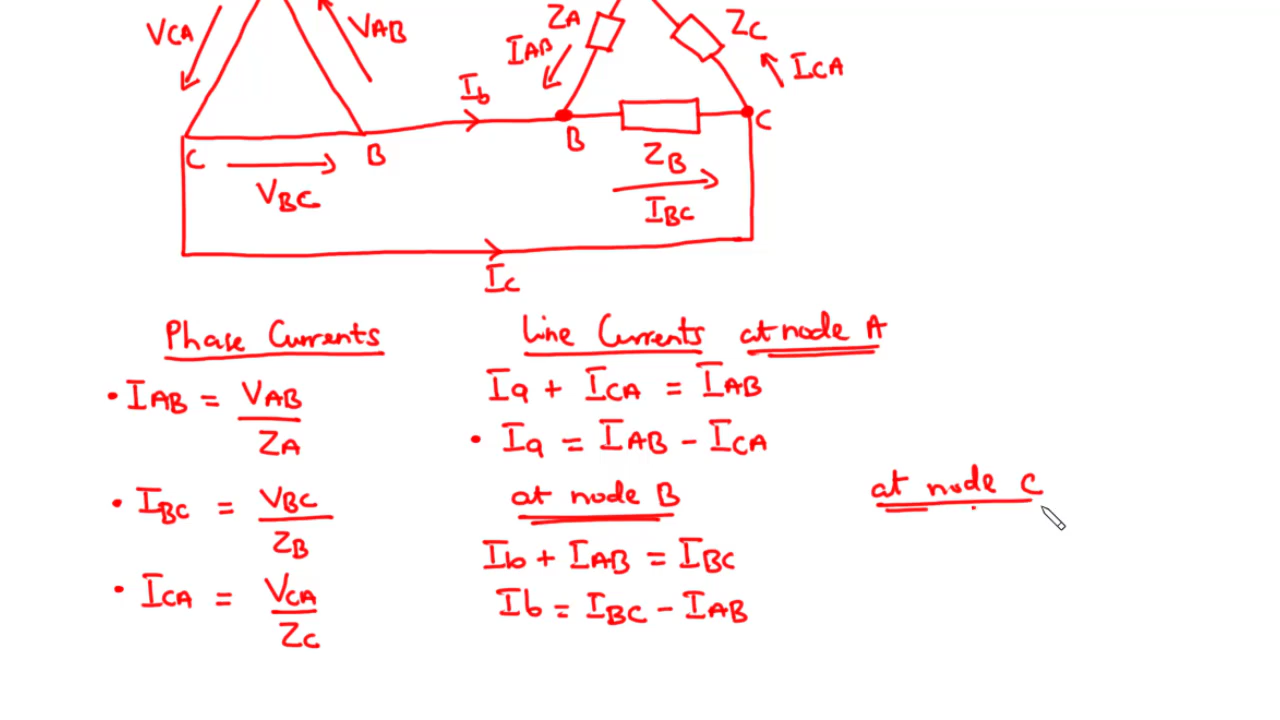 VCA
VAB
ZA
ZC
IAB
ICA
Ib
C
B
B
C
VBC
ZB
IBC
Ic
Phase Currents
• IAB = VAB / ZA
• IBC = VBC / ZB
• ICA = VCA / ZC
Line Currents at node A
Ia + ICA = IAB
• Ia = IAB - ICA
at node B
Ib + IAB = IBC
Ib = IBC - IAB
at node C